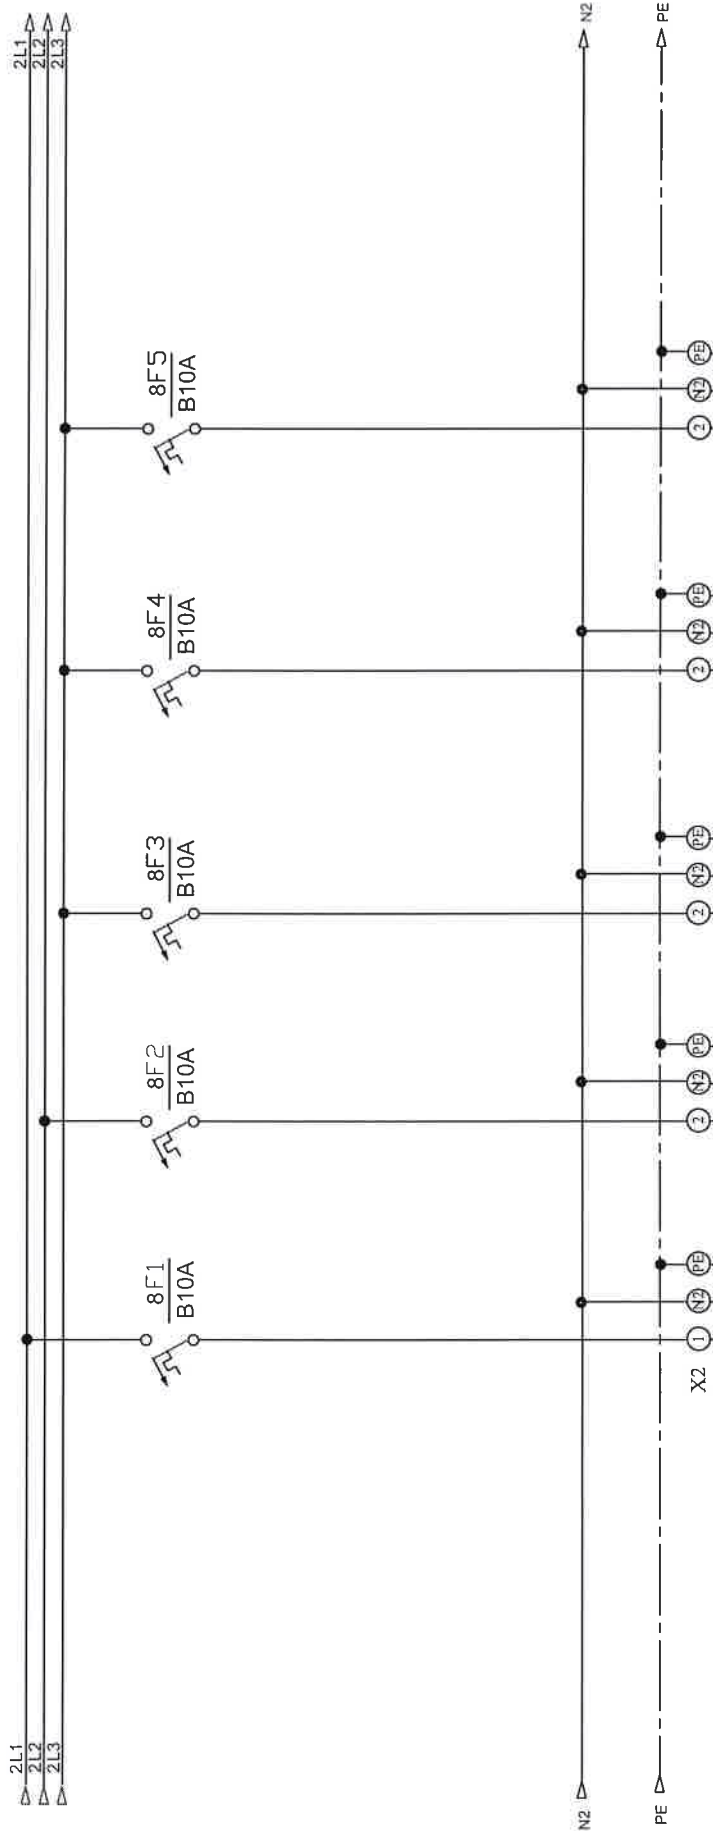 2L1
2L2
2L3
2L1
2L2
2L3
8F1
B10A
8F2
B10A
8F3
B10A
8F4
B10A
8F5
B10A
N2
N2
PE
PE
X2
1 N2 PE
2 N2 PE
2 N2 PE
2 N2 PE
2 N2 PE